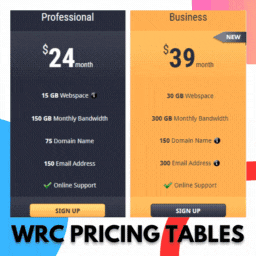 Professional
$24 month
15 GB Webspace
150 GB Monthly Bandwidth
75 Domain Name
150 Email Address
Online Support
SIGN UP
Business
NEW
$39 month
30 GB Webspace
300 GB Monthly Bandwidth
150 Domain Name
300 Email Address
Online Support
SIGN UP
WRC PRICING TABLES